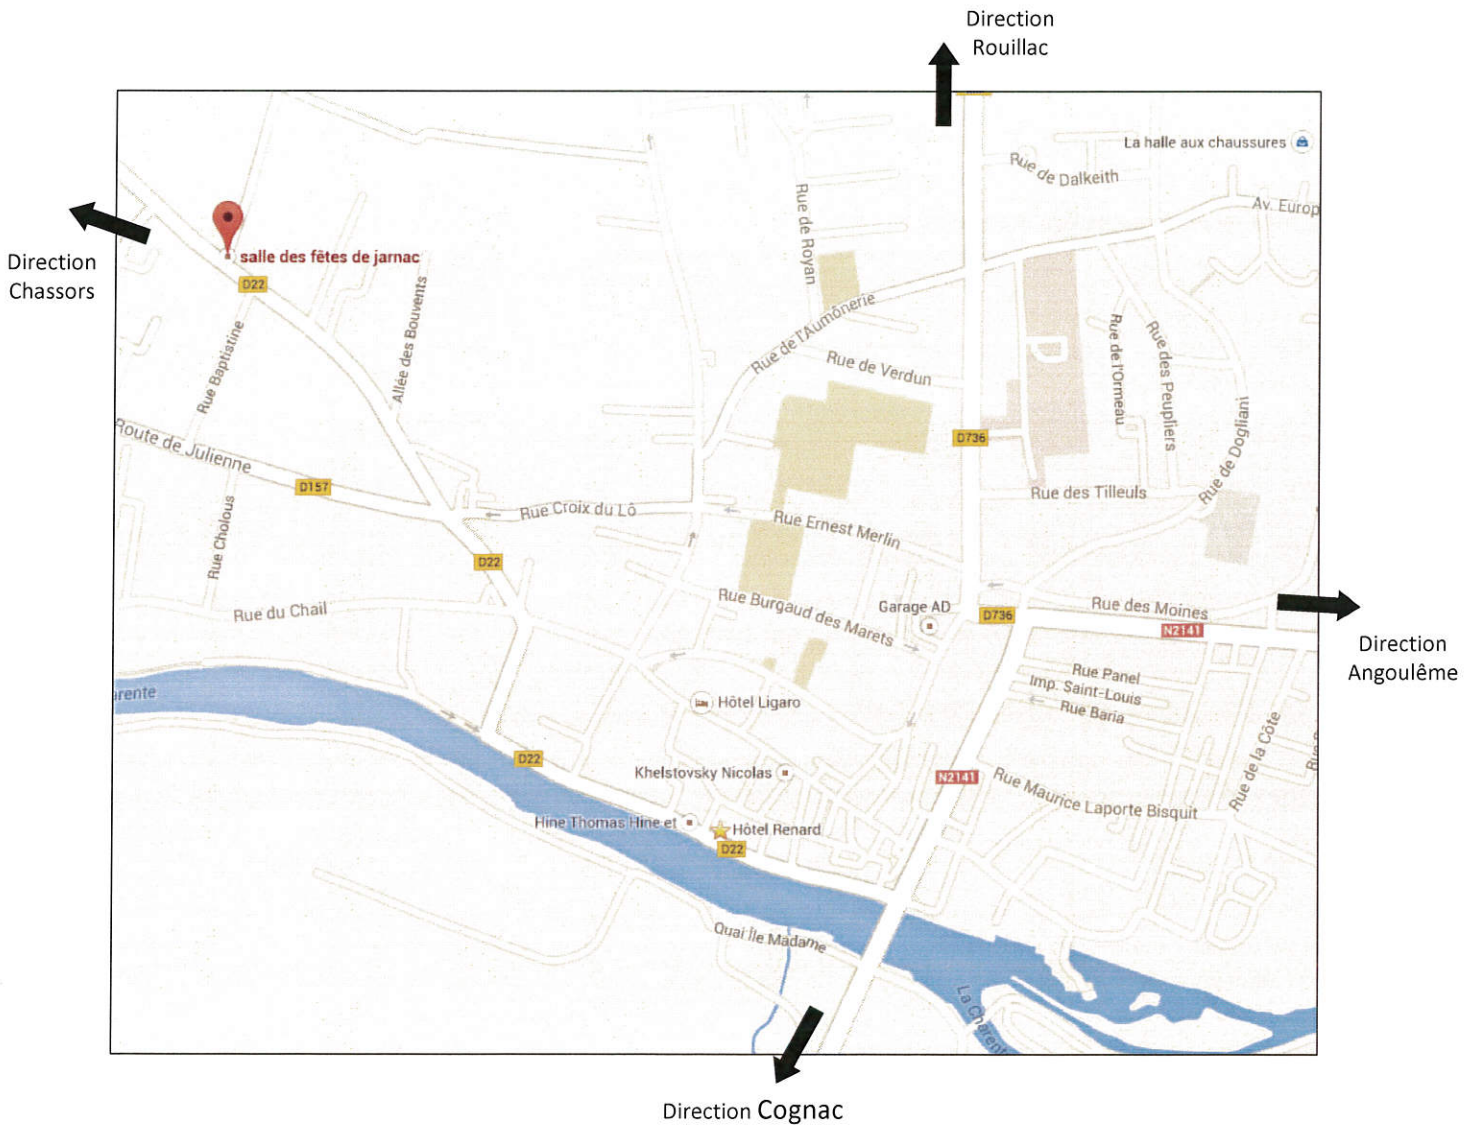 Direction
Rouillac
La halle aux chaussures
Rue de Dalkeith
Av. Europ
Rue de Royan
Direction
Chassors
salle des fêtes de jarnac
D22
Allée des Bouvents
Rue Baptistine
Rue de l'Aumônerie
Rue de Verdun
Rue de l'Ormeau
Rue des Peupliers
Rue de Dogliani
D736
Route de Julienne
D157
Rue Cholous
Rue Croix du Lô
Rue Ernest Merlin
Rue des Tilleuls
D22
Rue du Chail
Rue Burgaud des Marets
Garage AD
D736
Rue des Moines
N2141
Direction
Angoulême
Rue Panel
Imp. Saint-Louis
Rue Baria
Rue de la Côte
arente
Hôtel Ligaro
D22
Khelstovsky Nicolas
N2141
Rue Maurice Laporte Bisquit
Hine Thomas Hine et
Hôtel Renard
D22
Quai Île Madame
La Charent
Direction Cognac